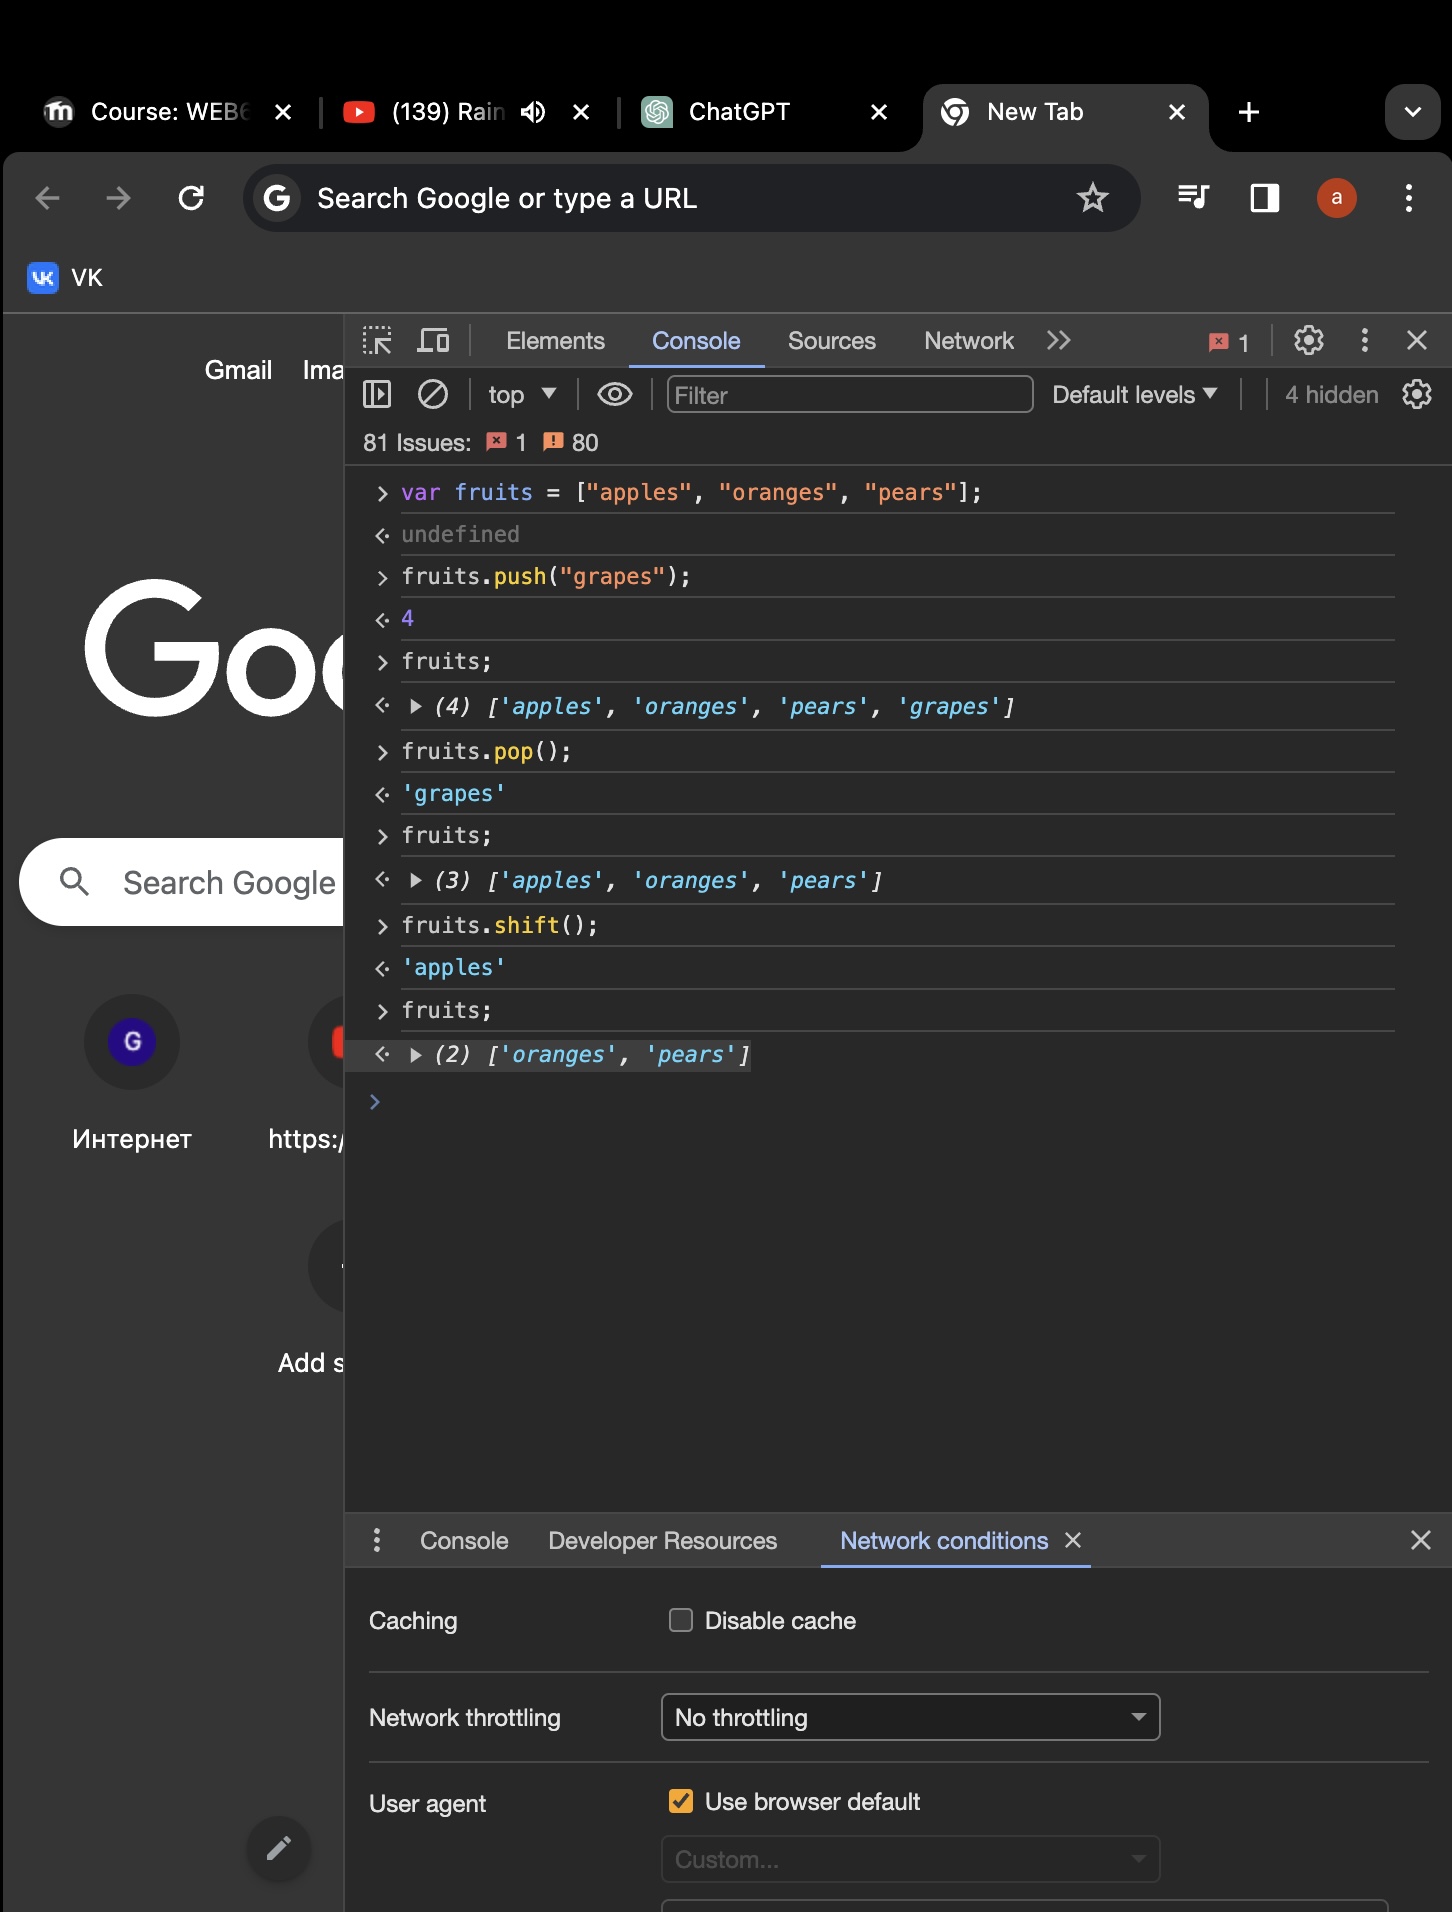 Course: WEB6
(139) Rain
ChatGPT
New Tab
Search Google or type a URL
a
VK
Gmail
Elements
Console
Sources
Network
1
top
Filter
Default levels
4 hidden
81 Issues:
1
80
var fruits = ["apples", "oranges", "pears"];
undefined
fruits.push("grapes");
4
fruits;
(4) ['apples', 'oranges', 'pears', 'grapes']
fruits.pop();
'grapes'
fruits;
(3) ['apples', 'oranges', 'pears']
fruits.shift();
'apples'
fruits;
(2) ['oranges', 'pears']
Search Google
G
Интернет
https:/
Add s
Console
Developer Resources
Network conditions
Caching
Disable cache
Network throttling
No throttling
User agent
Use browser default
Custom...